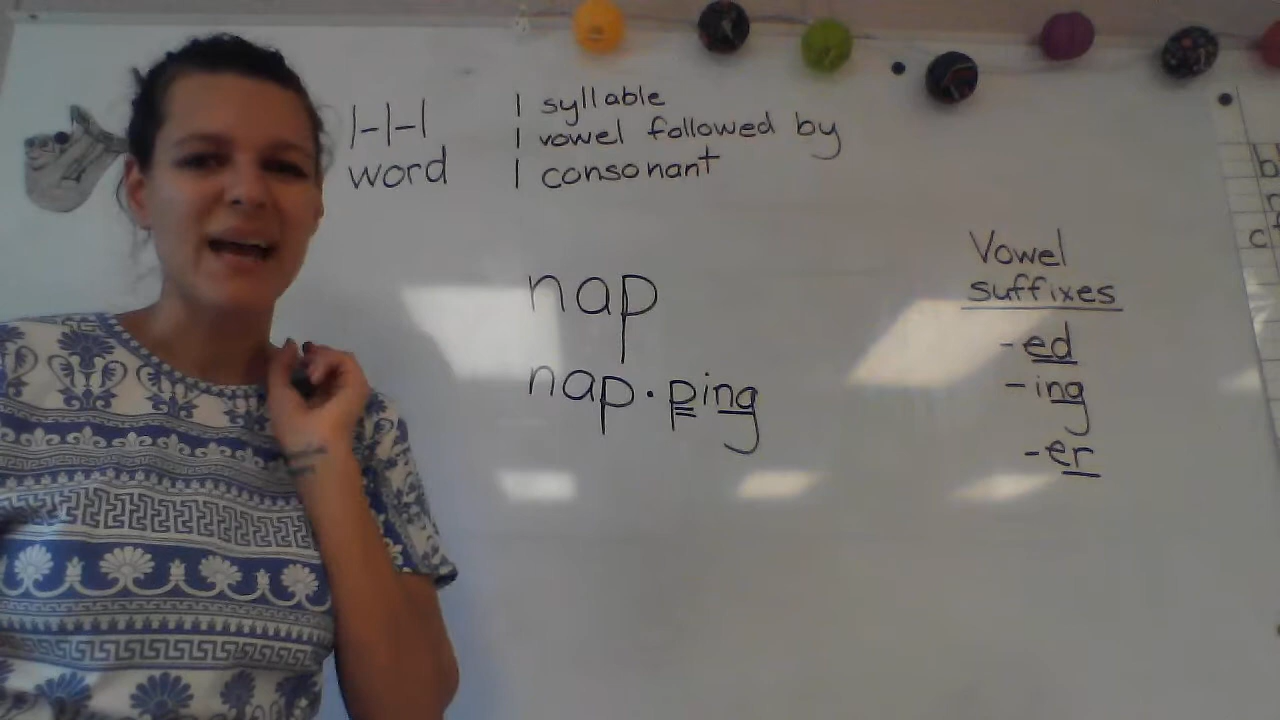 1-1-1
word
1 syllable
1 vowel followed by
1 consonant
nap
nap·ping
Vowel
suffixes
-ed
-ing
-er
b
c